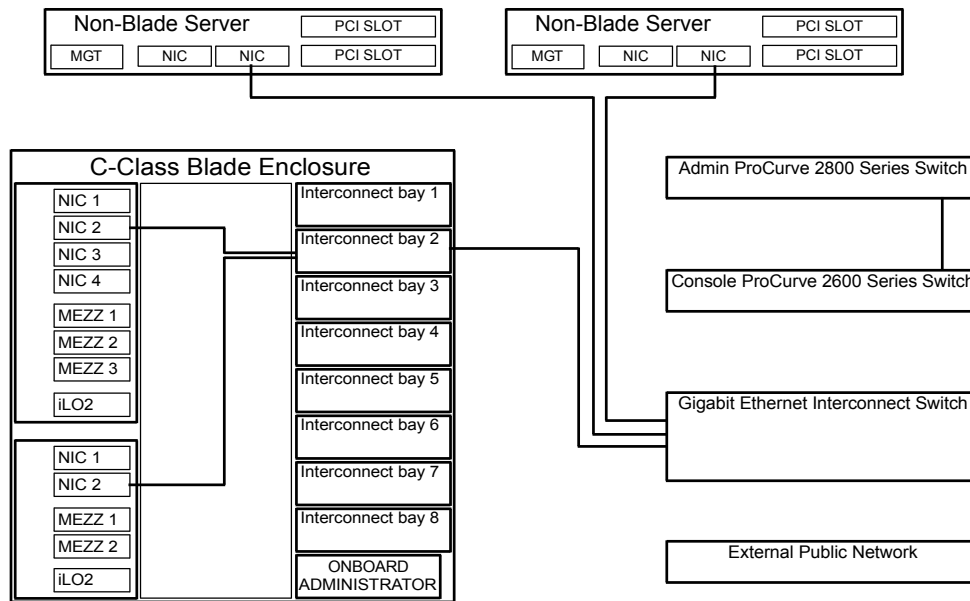 Non-Blade Server
PCI SLOT
MGT
NIC
NIC
PCI SLOT
Non-Blade Server
PCI SLOT
MGT
NIC
NIC
PCI SLOT
C-Class Blade Enclosure
NIC 1
NIC 2
NIC 3
NIC 4
MEZZ 1
MEZZ 2
MEZZ 3
iLO2
NIC 1
NIC 2
MEZZ 1
MEZZ 2
iLO2
Interconnect bay 1
Interconnect bay 2
Interconnect bay 3
Interconnect bay 4
Interconnect bay 5
Interconnect bay 6
Interconnect bay 7
Interconnect bay 8
ONBOARD
ADMINISTRATOR
Admin ProCurve 2800 Series Switch
Console ProCurve 2600 Series Switch
Gigabit Ethernet Interconnect Switch
External Public Network